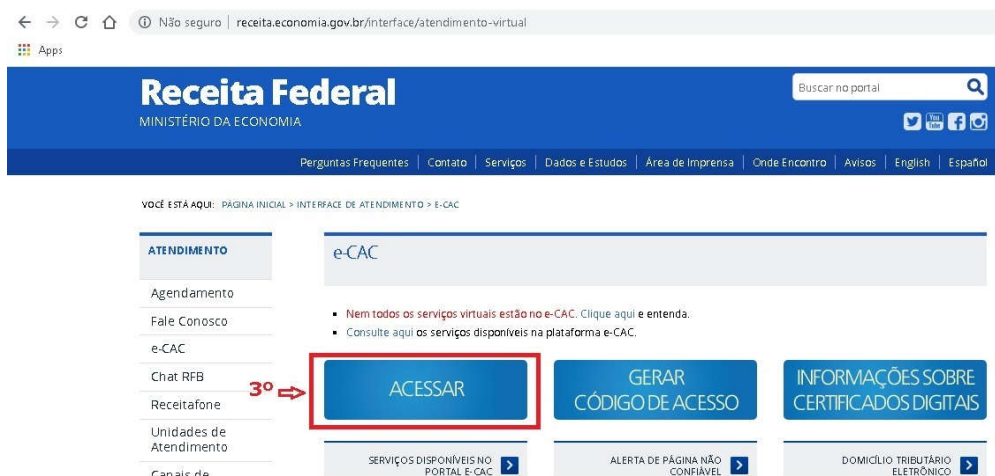 Não seguro | receita.economia.gov.br/interface/atendimento-virtual
Apps
Receita Federal
MINISTÉRIO DA ECONOMIA
Buscar no portal
You Tube
Perguntas Frequentes | Contato | Serviços | Dados e Estudos | Área de Imprensa | Onde Encontro | Avisos | English | Español
VOCÊ ESTÁ AQUI: PÁGINA INICIAL > INTERFACE DE ATENDIMENTO > E-CAC
ATENDIMENTO
Agendamento
Fale Conosco
e-CAC
Chat RFB
Receitafone
Unidades de
Atendimento
Canais de
e-CAC
Nem todos os serviços virtuais estão no e-CAC. Clique aqui e entenda.
Consulte aqui os serviços disponíveis na plataforma e-CAC.
3º
ACESSAR
GERAR
CÓDIGO DE ACESSO
INFORMAÇÕES SOBRE
CERTIFICADOS DIGITAIS
SERVIÇOS DISPONÍVEIS NO
PORTAL E-CAC
ALERTA DE PÁGINA NÃO
CONFIÁVEL
DOMICÍLIO TRIBUTÁRIO
ELETRÔNICO